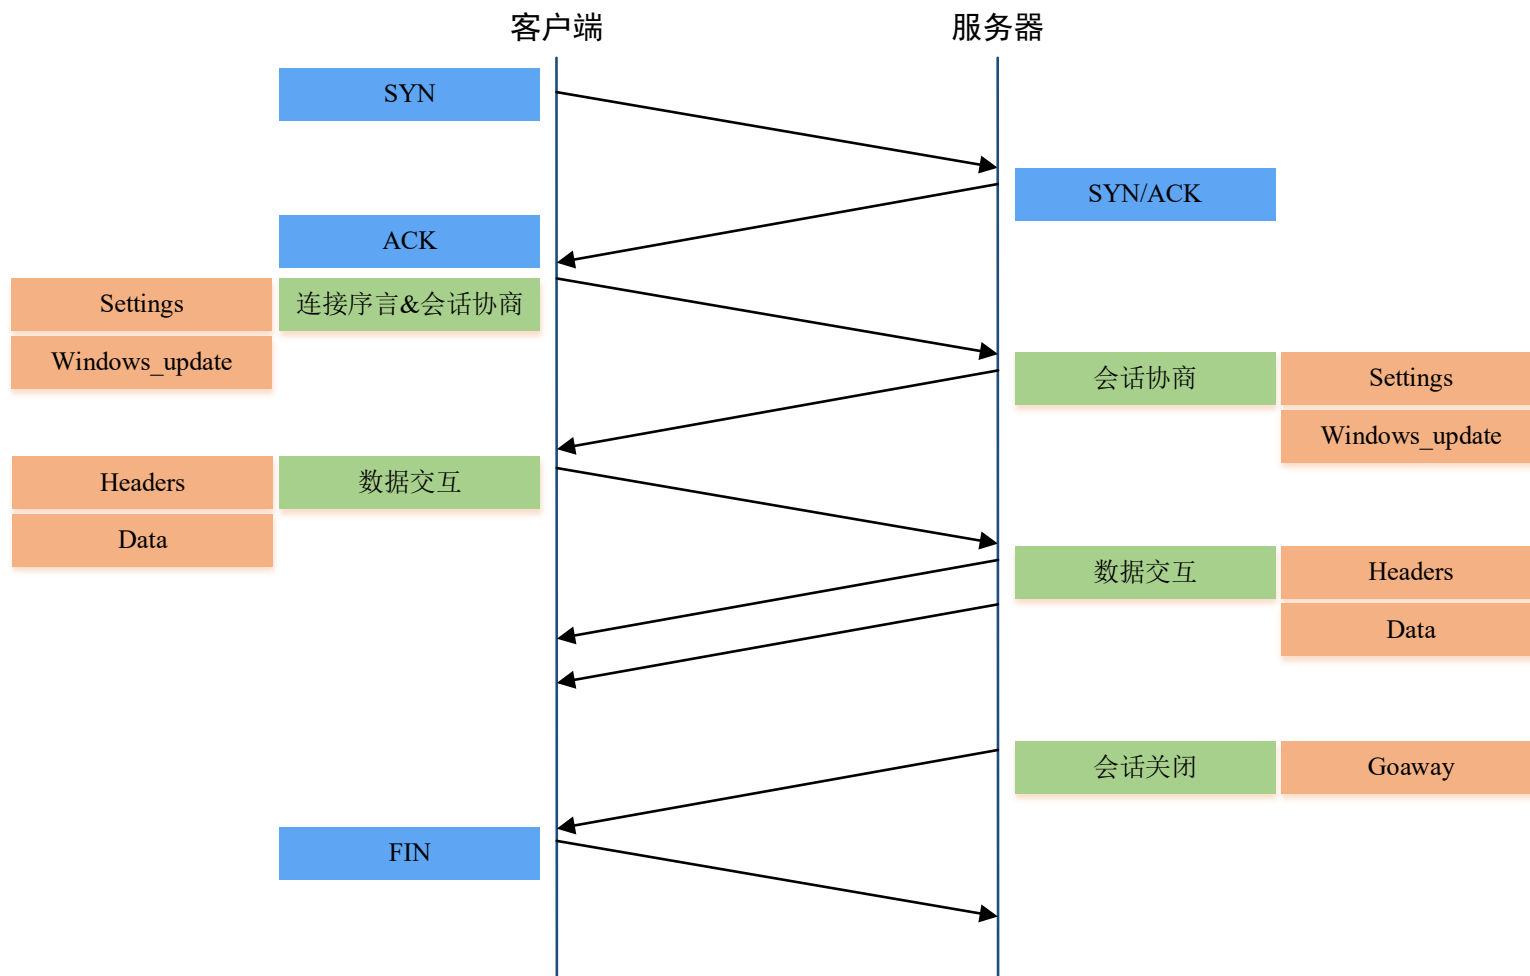 客户端
服务器
SYN
SYN/ACK
ACK
Settings
连接序言&会话协商
Windows_update
会话协商
Settings
Windows_update
Headers
数据交互
Data
数据交互
Headers
Data
会话关闭
Goaway
FIN